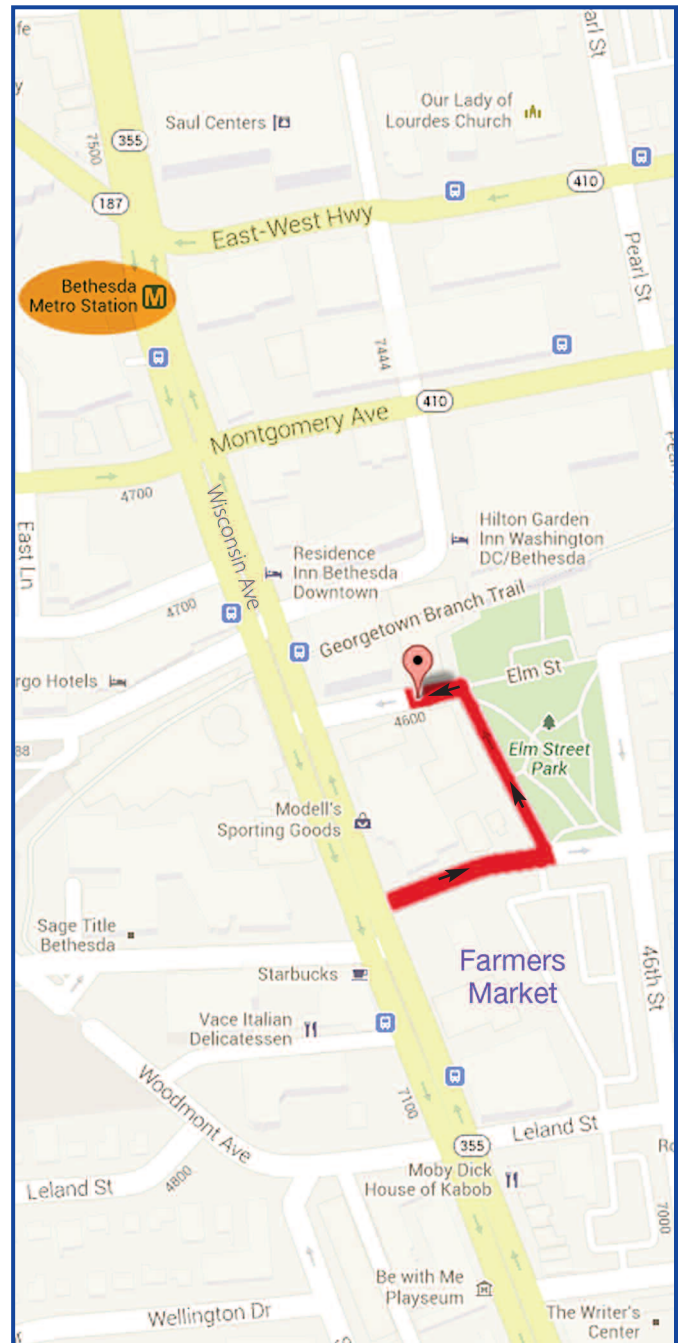 fe
Pearl St
y
Saul Centers
Our Lady of
Lourdes Church
7500
355
410
187
East-West Hwy
Pearl St
Bethesda
Metro Station
M
7444
410
Montgomery Ave
4700
Wisconsin Ave
East Ln
Hilton Garden
Inn Washington
DC/Bethesda
Residence
Inn Bethesda
Downtown
4700
Georgetown Branch Trail
rgo Hotels
Elm St
4600
88
Elm Street
Park
Modell's
Sporting Goods
Sage Title
Bethesda
Farmers
Market
46th St
Starbucks
Vace Italian
Delicatessen
7100
Woodmont Ave
Leland St
355
Moby Dick
House of Kabob
Ro
Leland St
4800
7000
Be with Me
Playseum
Wellington Dr
The Writer's
Center